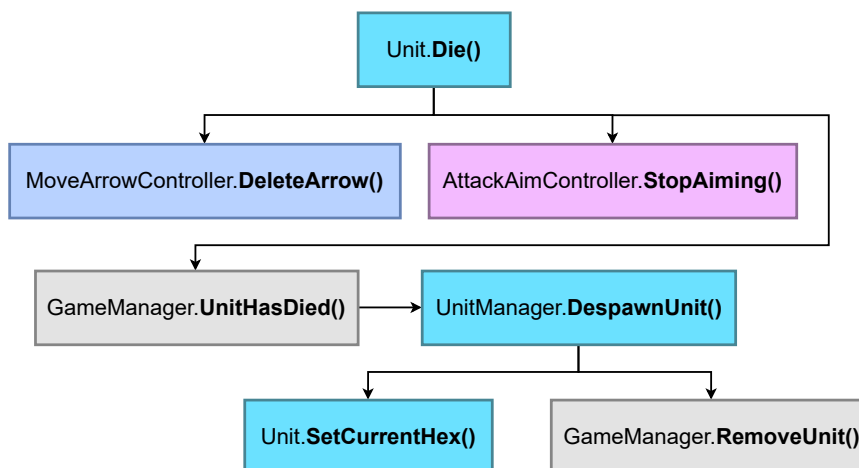 Unit.Die()
MoveArrowController.DeleteArrow()
AttackAimController.StopAiming()
GameManager.UnitHasDied()
UnitManager.DespawnUnit()
Unit.SetCurrentHex()
GameManager.RemoveUnit()